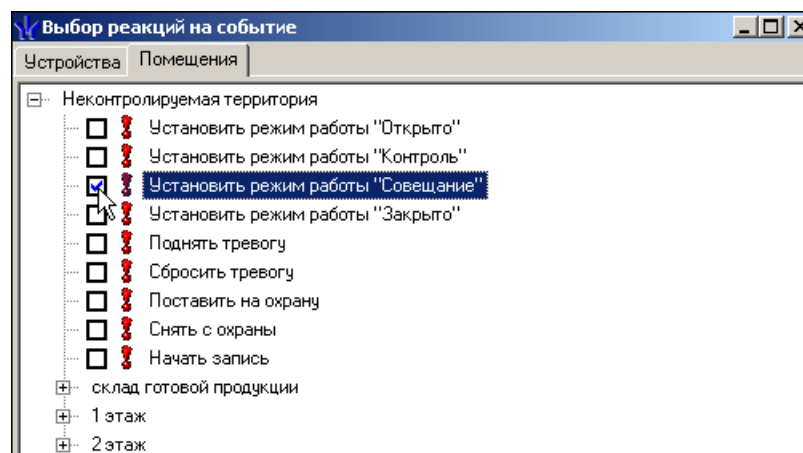 Выбор реакций на событие
Устройства Помещения
Неконтролируемая территория
Установить режим работы "Открыто"
Установить режим работы "Контроль"
Установить режим работы "Совещание"
Установить режим работы "Закрыто"
Поднять тревогу
Сбросить тревогу
Поставить на охрану
Снять с охраны
Начать запись
склад готовой продукции
1 этаж
2 этаж